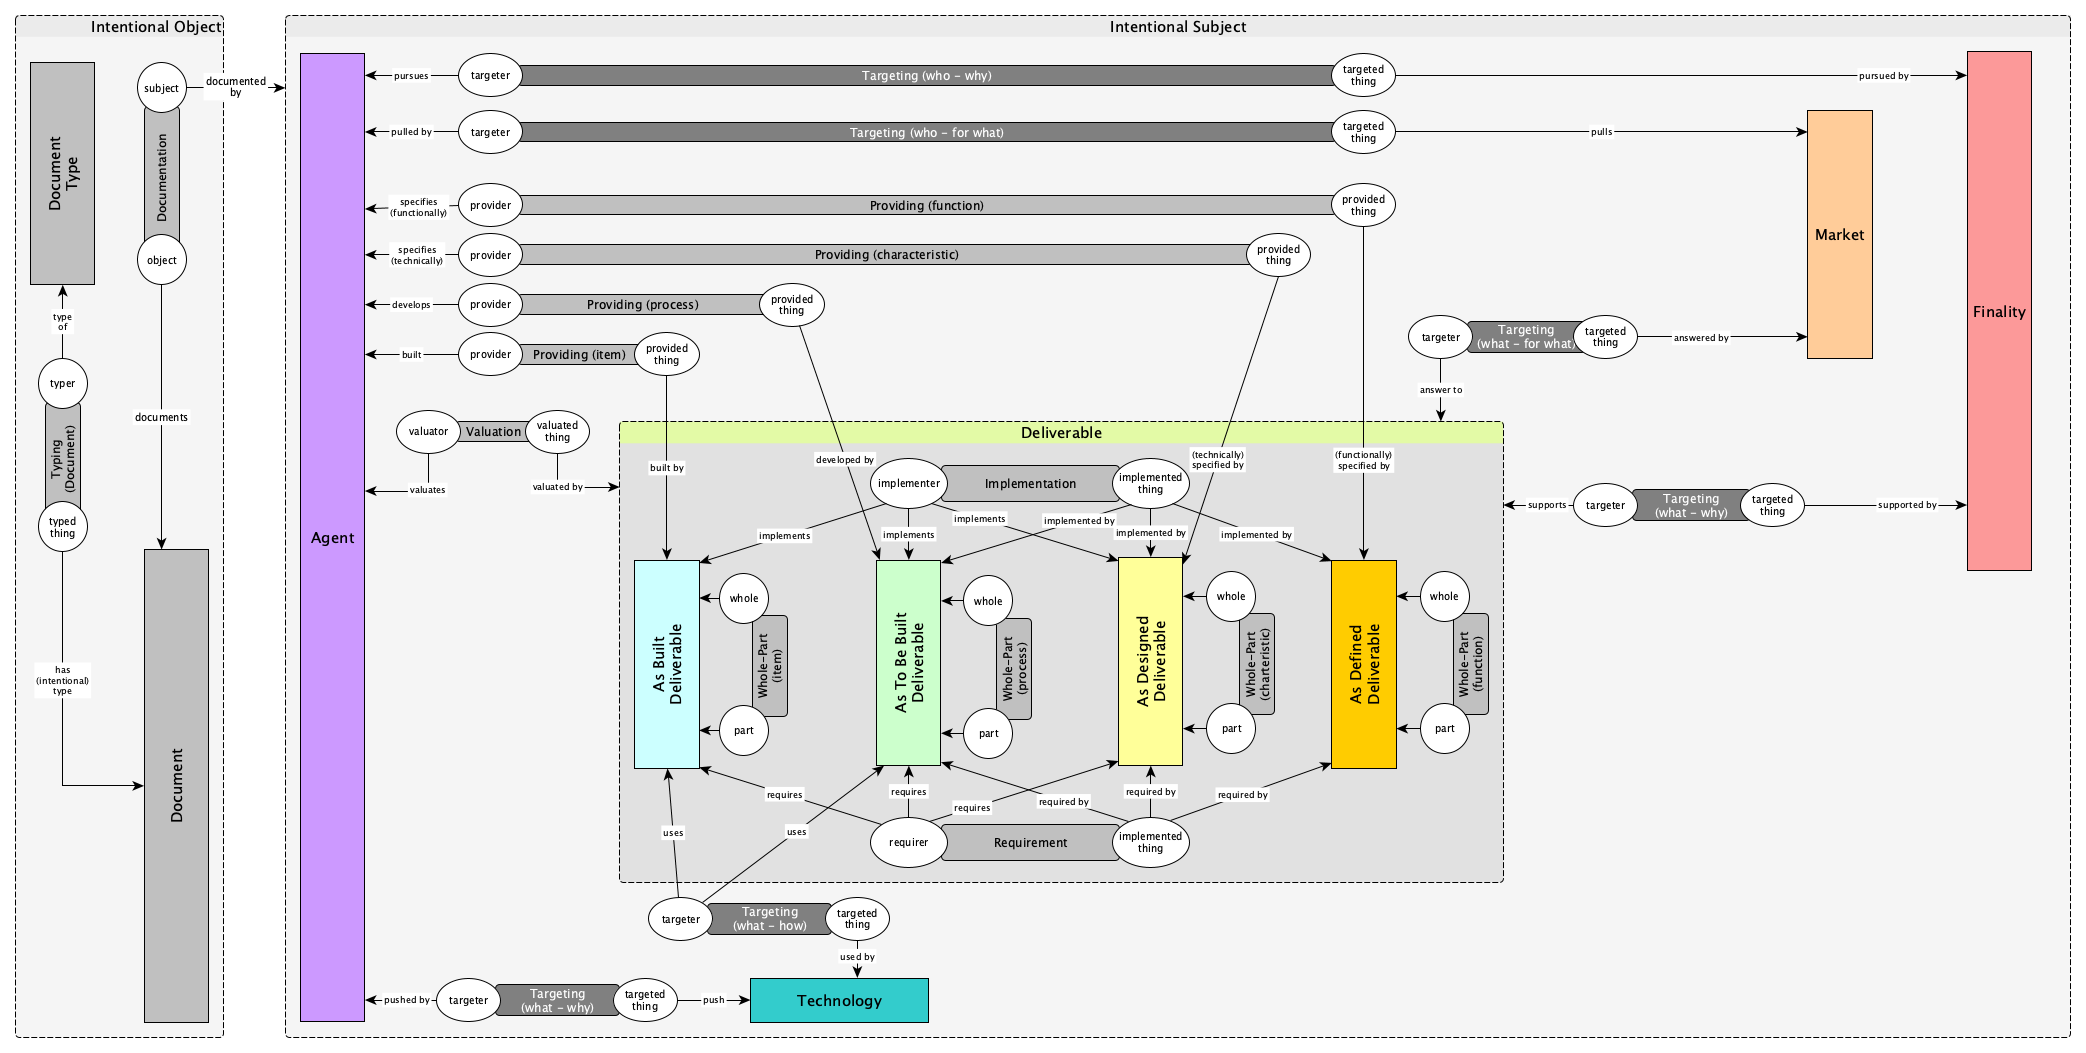 Intentional Object
Document
Type
subject
documented
by
Documentation
object
type
of
typer
Typing
(Document)
typed
thing
documents
has
(intentional)
type
Document
Intentional Subject
Agent
pursues
targeter
Targeting (who - why)
targeted
thing
pursued by
pulled by
targeter
Targeting (who - for what)
targeted
thing
pulls
specifies
(functionally)
provider
Providing (function)
provided
thing
specifies
(technically)
provider
Providing (characteristic)
provided
thing
develops
provider
Providing (process)
provided
thing
built
provider
Providing (item)
provided
thing
Market
Finality
targeter
Targeting
(what - for what)
targeted
thing
answered by
answer to
valuator
Valuation
valuated
thing
valuates
valuated by
Deliverable
built by
developed by
(technically)
specified by
(functionally)
specified by
implementer
Implementation
implemented
thing
implements
implements
implements
implemented by
implemented by
implemented by
supports
targeter
Targeting
(what - why)
targeted
thing
supported by
As Built
Deliverable
whole
Whole-Part
(item)
part
As To Be Built
Deliverable
whole
Whole-Part
(process)
part
As Designed
Deliverable
whole
Whole-Part
(charteristic)
part
As Defined
Deliverable
whole
Whole-Part
(function)
part
requires
requires
requires
required by
required by
required by
uses
uses
requirer
Requirement
implemented
thing
targeter
Targeting
(what - how)
targeted
thing
used by
pushed by
targeter
Targeting
(what - why)
targeted
thing
push
Technology